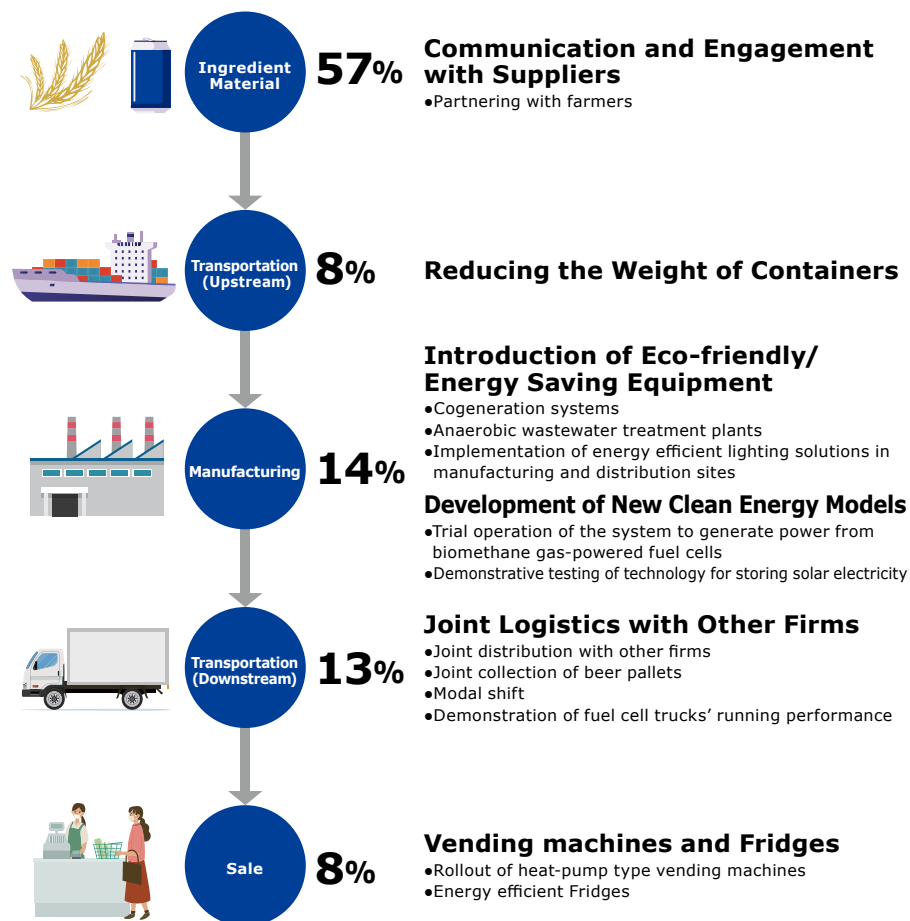 Ingredient
Material
57%
Communication and Engagement
with Suppliers
●Partnering with farmers
Transportation
(Upstream)
8%
Reducing the Weight of Containers
Manufacturing
14%
Introduction of Eco-friendly/
Energy Saving Equipment
●Cogeneration systems
●Anaerobic wastewater treatment plants
●Implementation of energy efficient lighting solutions in
manufacturing and distribution sites
Development of New Clean Energy Models
●Trial operation of the system to generate power from
biomethane gas-powered fuel cells
●Demonstrative testing of technology for storing solar electricity
Transportation
(Downstream)
13%
Joint Logistics with Other Firms
●Joint distribution with other firms
●Joint collection of beer pallets
●Modal shift
●Demonstration of fuel cell trucks’ running performance
Sale
8%
Vending machines and Fridges
●Rollout of heat-pump type vending machines
●Energy efficient Fridges